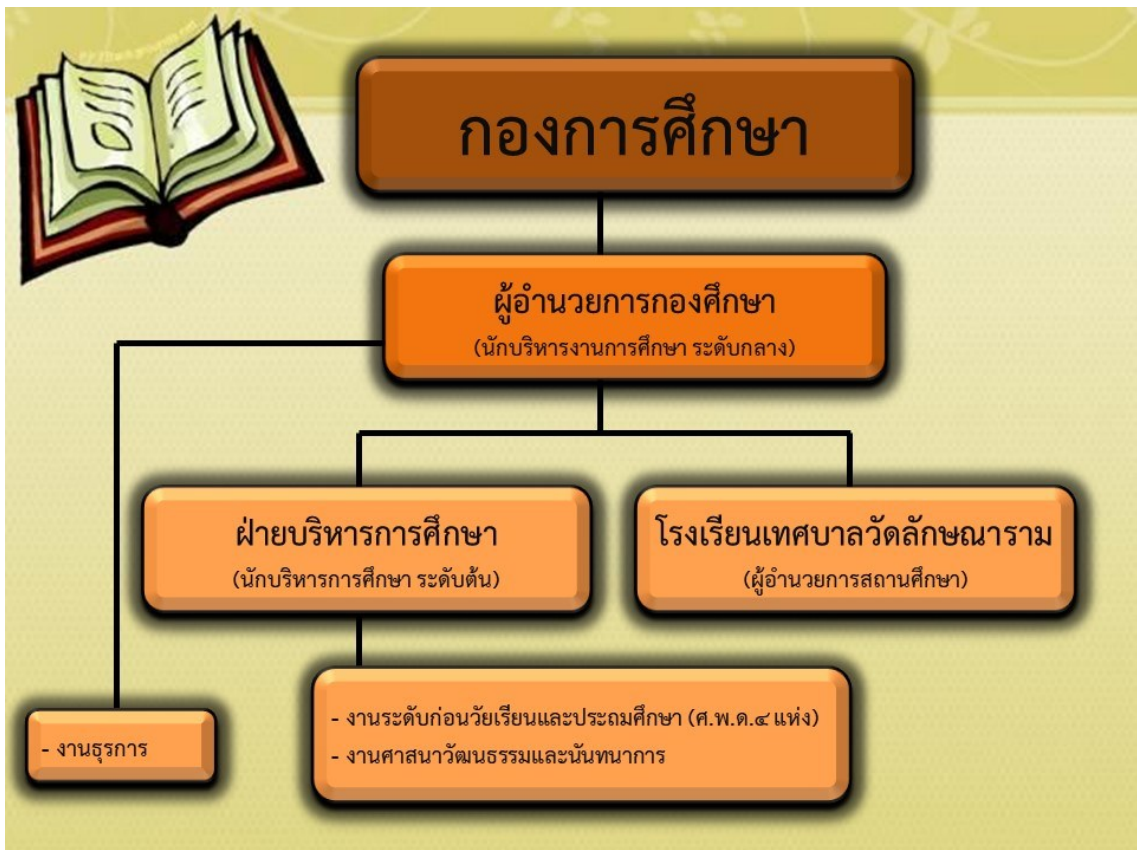 กองการศึกษา
ผู้อำนวยการกองศึกษา
(นักบริหารงานการศึกษา ระดับกลาง)
ฝ่ายบริหารการศึกษา
(นักบริหารการศึกษา ระดับต้น)
โรงเรียนเทศบาลวัดลักษณาราม
(ผู้อำนวยการสถานศึกษา)
- งานระดับก่อนวัยเรียนและประถมศึกษา (ศ.พ.ด.๔ แห่ง)
- งานศาสนาวัฒนธรรมและนันทนาการ
- งานธุรการ